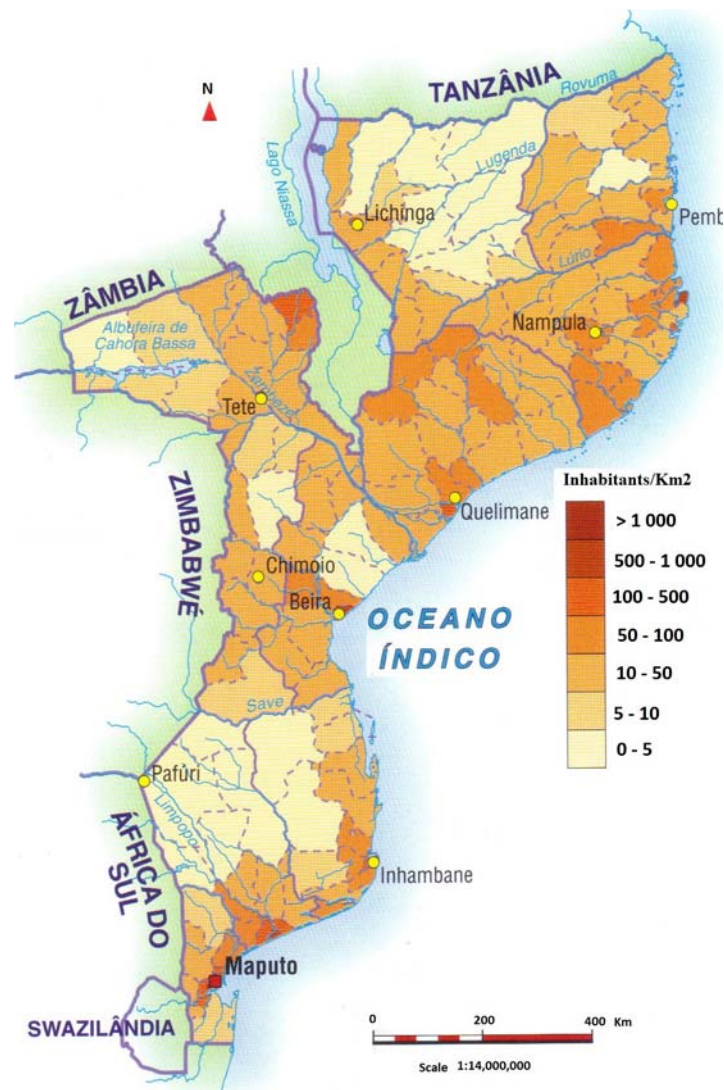 TANZÂNIA
Rovuma
N
Lago Niassa
Lugenda
Lichínga
Pemb
Lúrio
ZÂMBIA
Nampula
Albufeira de
Cahora Bassa
Zambeze
Tete
Inhabitants/Km2
Quelimane
> 1 000
ZIMBABWÉ
500 - 1 000
Chimoio
100 - 500
Beira
OCEANO
ÍNDICO
50 - 100
10 - 50
5 - 10
Save
0 - 5
Pafúri
Limpopo
ÁFRICA DO
SUL
Inhambane
Maputo
SWAZILÂNDIA
0 200 400 Km
Scale 1:14,000,000